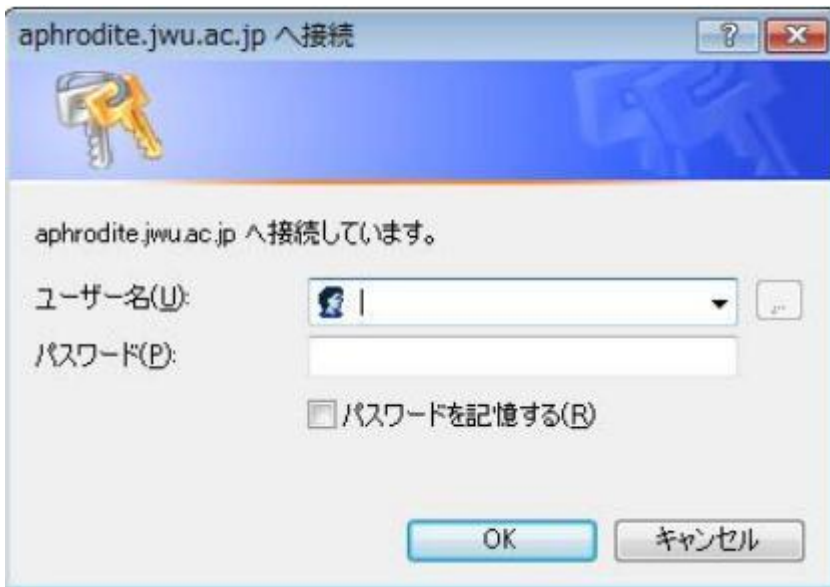 aphrodite.jwu.ac.jp へ接続
aphrodite.jwu.ac.jp へ接続しています。
ユーザー名(U):
パスワード(P):
パスワードを記憶する(R)
OK キャンセル